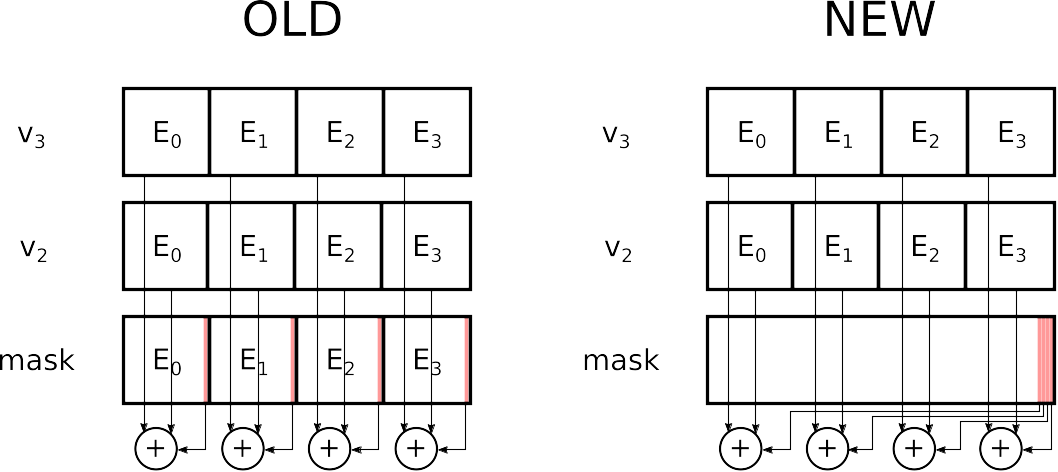 OLD NEW
v₃ E₀ E₁ E₂ E₃ v₃ E₀ E₁ E₂ E₃
v₂ E₀ E₁ E₂ E₃ v₂ E₀ E₁ E₂ E₃
mask E₀ E₁ E₂ E₃ mask
+ + + + + + + +